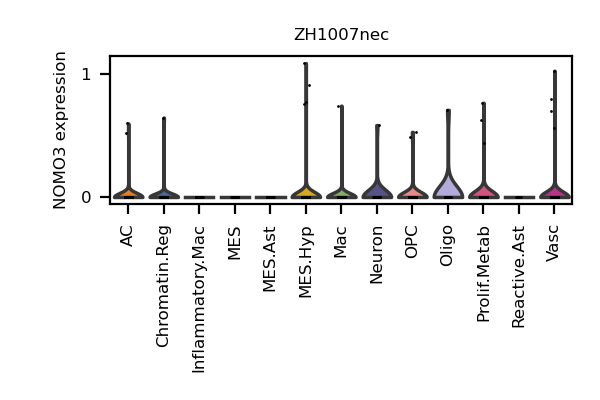 ZH1007nec
NOMO3 expression
1
0
AC
Chromatin.Reg
Inflammatory.Mac
MES
MES.Ast
MES.Hyp
Mac
Neuron
OPC
Oligo
Prolif.Metab
Reactive.Ast
Vasc